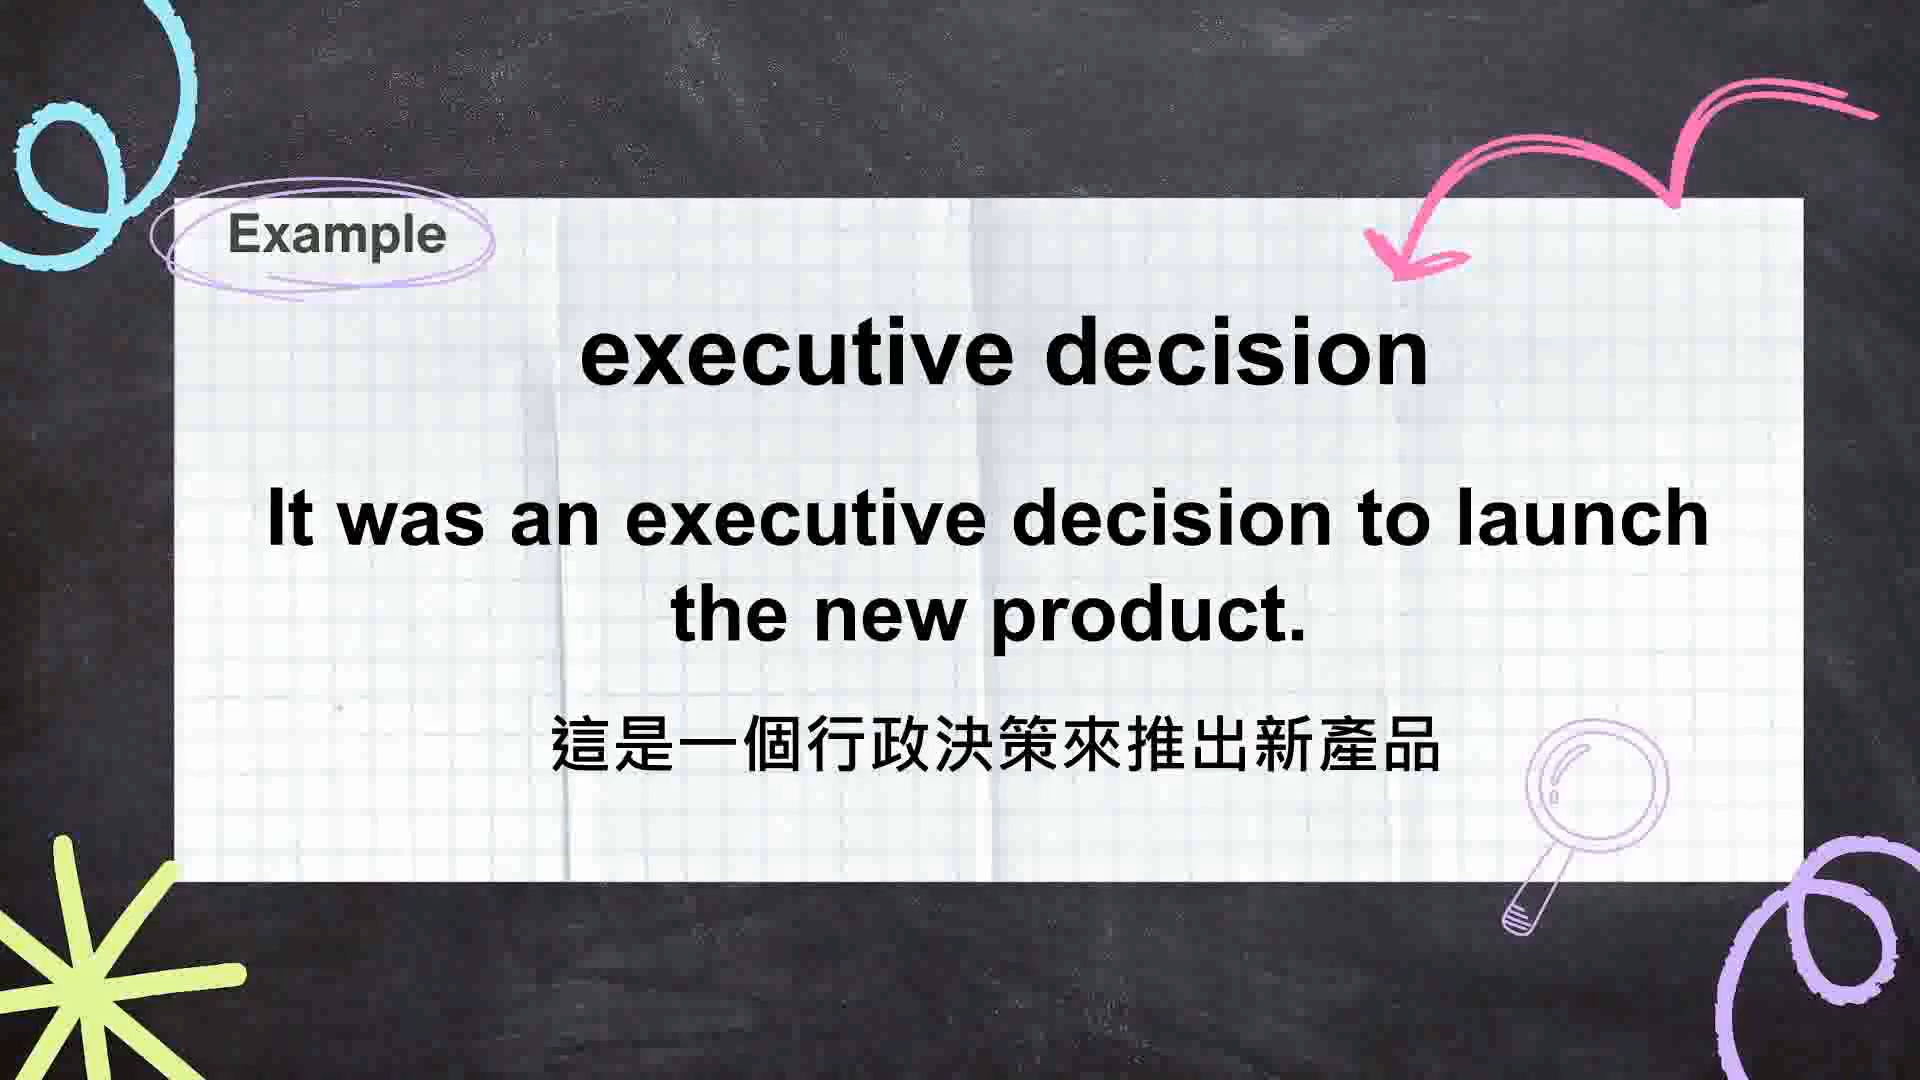 Example
executive decision
It was an executive decision to launch
the new product.
這是一個行政決策來推出新產品